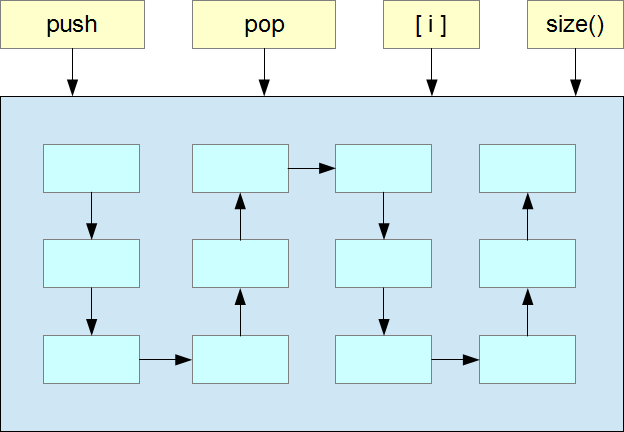 push
pop
[ i ]
size()